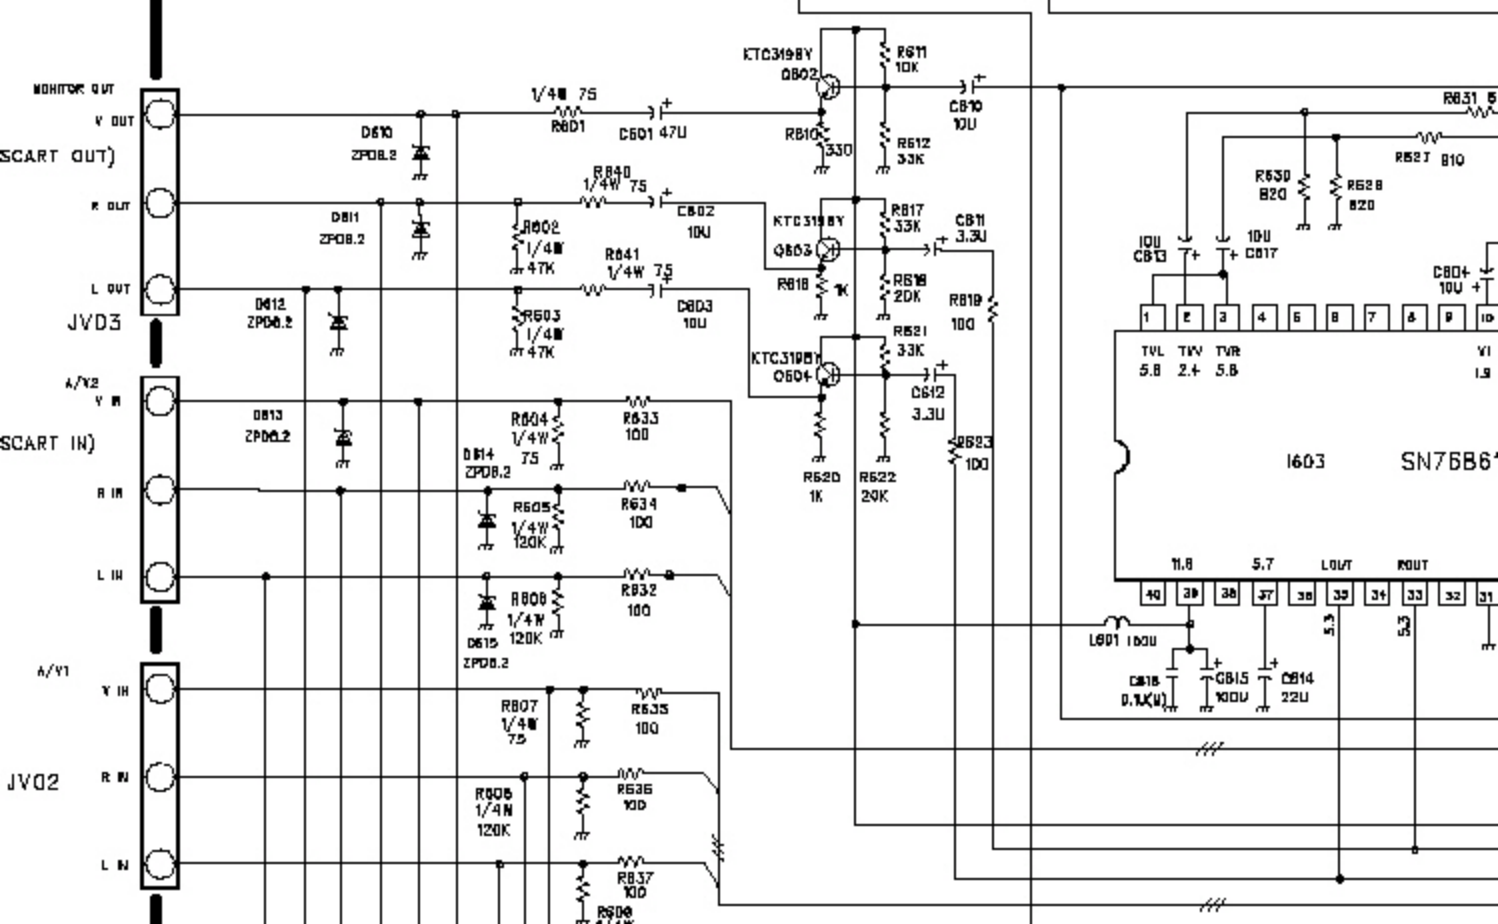 MONITOR OUT
V OUT
SCART OUT)
R OUT
L OUT
JV03
A/V2
V IN
SCART IN)
R IN
L IN
A/V1
V IN
R IN
JV02
L IN
D610
ZPD8.2
D611
ZPD8.2
D612
ZPD8.2
D613
ZPD8.2
D614
ZPD8.2
D615
ZPD8.2
1/4W 75
R601
C601 47U
R640
1/4W 75
C602
10U
R602
1/4W
47K
R641
1/4W 75
C603
10U
R603
1/4W
47K
R604
1/4W
75
R633
100
R605
1/4W
120K
R634
100
R606
1/4W
120K
R632
100
R607
1/4W
75
R635
100
R608
1/4W
120K
R636
100
R637
100
R609
KTC3198Y
Q602
R611
10K
C610
10U
R610
330
R612
33K
KTC3198Y
Q603
R617
33K
C611
3.3U
R618
1K
20K
R619
100
KTC3198Y
Q604
R621
33K
C612
3.3U
R620
1K
R622
20K
R623
100
R631
R627 910
R630
820
R628
820
10U
C613
10U
C617
C604
10U
1 2 3 4 5 6 7 8 9 10
TVL
5.8
TVV
2.4
TVR
5.8
V1
1.9
I603
11.8
5.7
LOUT
ROUT
40 39 38 37 36 35 34 33 32 31
5.3
5.3
L601 100U
C616
0.1U(M)
C615
100U
C614
22U